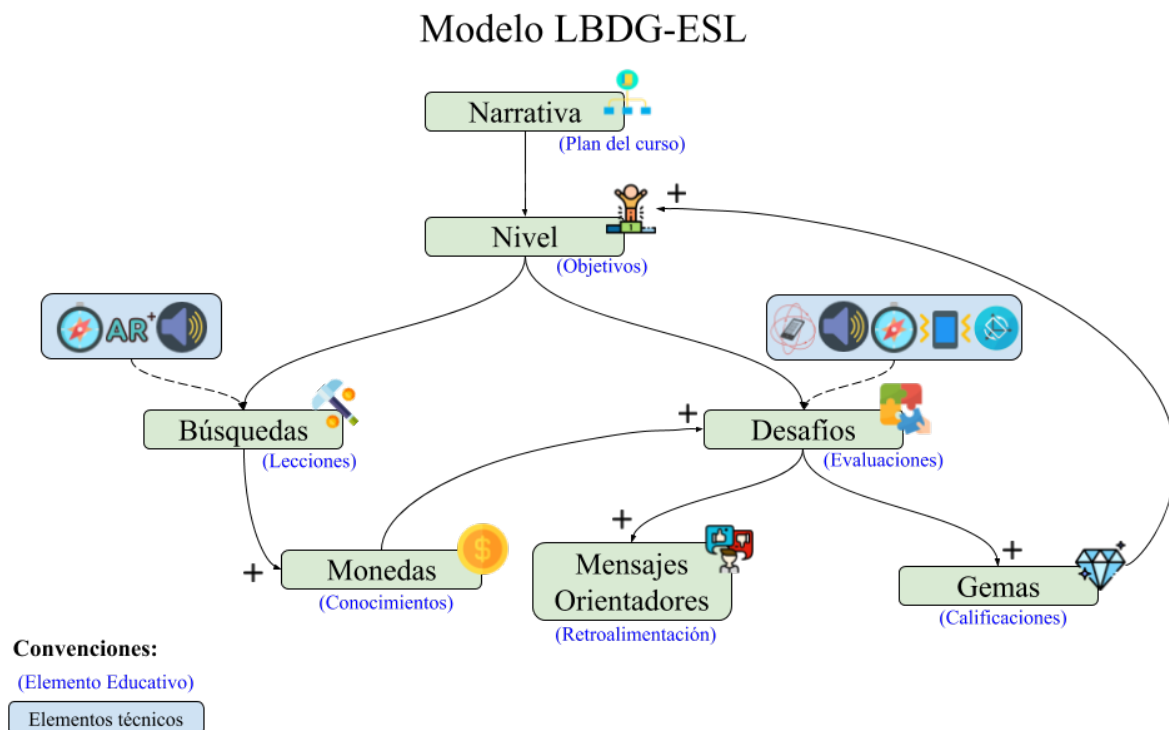 Modelo LBDG-ESL
Narrativa
(Plan del curso)
+
Nivel
(Objetivos)
AR+
Búsquedas
(Lecciones)
+
Desafíos
(Evaluaciones)
+
Monedas
(Conocimientos)
$
+
Mensajes
Orientadores
(Retroalimentación)
+
Gemas
(Calificaciones)
1
Convenciones:
(Elemento Educativo)
Elementos técnicos